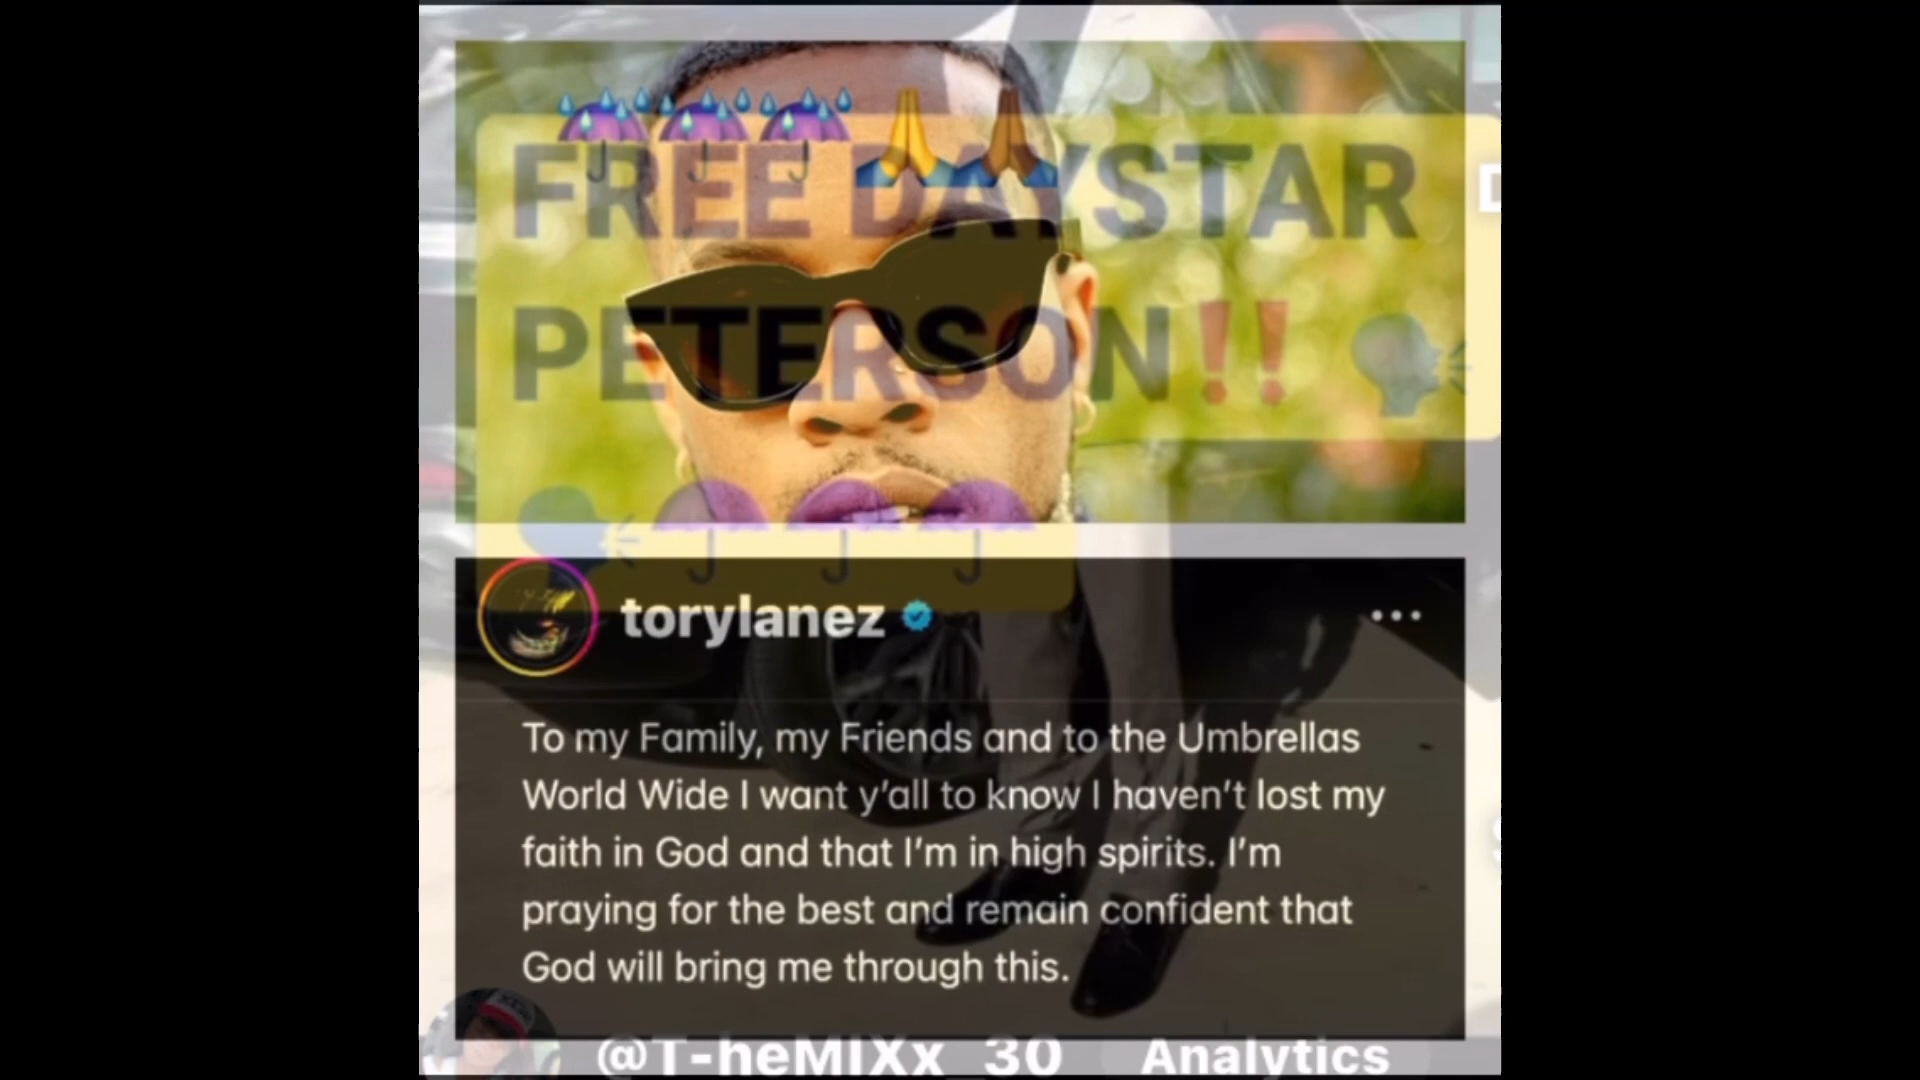 FREE DAYSTAR
PETERSON‼️
torylanez
To my Family, my Friends and to the Umbrellas
World Wide I want y’all to know I haven’t lost my
faith in God and that I’m in high spirits. I’m
praying for the best and remain confident that
God will bring me through this.
@T-heMIXx_30 Analytics